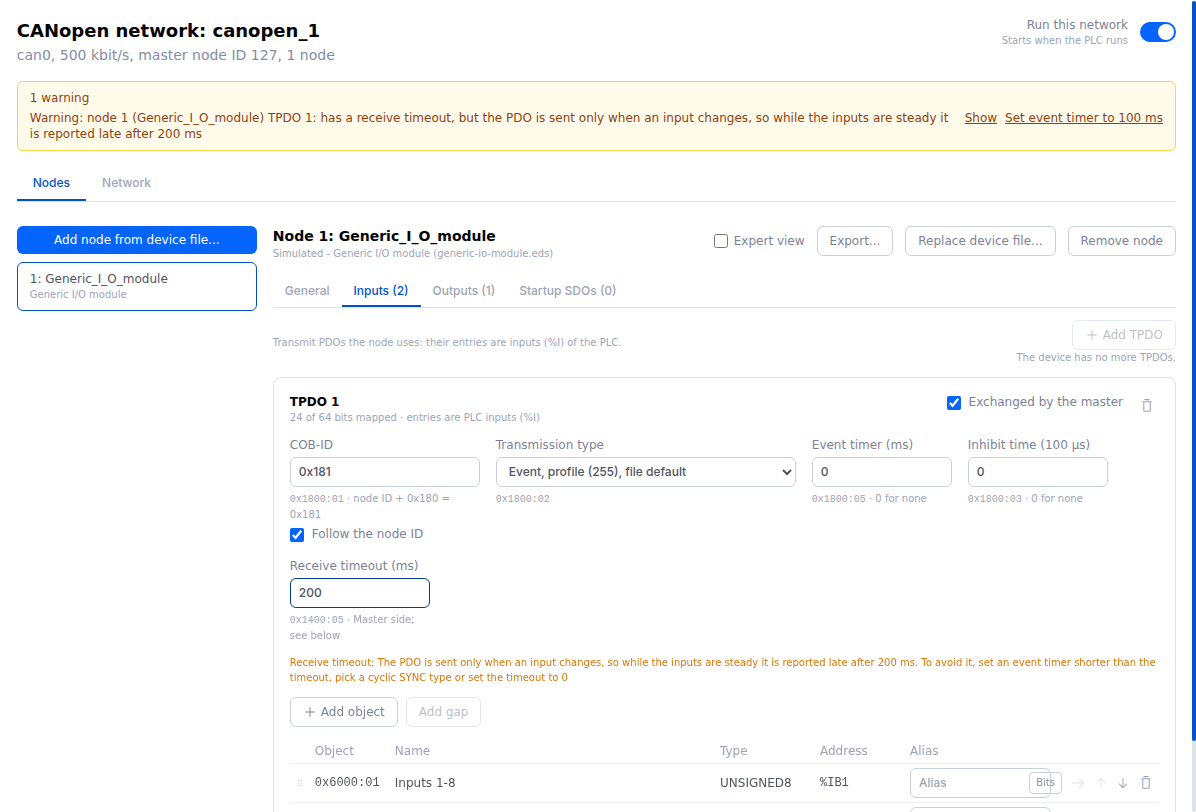 CANopen network: canopen_1
can0, 500 kbit/s, master node ID 127, 1 node
Run this network
Starts when the PLC runs
1 warning
Warning: node 1 (Generic_I_O_module) TPDO 1: has a receive timeout, but the PDO is sent only when an input changes, so while the inputs are steady it
is reported late after 200 ms
Show Set event timer to 100 ms
Nodes Network
Add node from device file...
1: Generic_I_O_module
Generic I/O module
Node 1: Generic_I_O_module
Simulated - Generic I/O module (generic-io-module.eds)
Expert view Export... Replace device file... Remove node
General Inputs (2) Outputs (1) Startup SDOs (0)
Transmit PDOs the node uses: their entries are inputs (%I) of the PLC.
+ Add TPDO
The device has no more TPDOs.
TPDO 1
24 of 64 bits mapped · entries are PLC inputs (%I)
Exchanged by the master
COB-ID Transmission type Event timer (ms) Inhibit time (100 µs)
0x181 Event, profile (255), file default 0 0
0x1800:01 · node ID + 0x180 = 0x1800:02 0x1800:05 · 0 for none 0x1800:03 · 0 for none
0x181
Follow the node ID
Receive timeout (ms)
200
0x1400:05 · Master side;
see below
Receive timeout: The PDO is sent only when an input changes, so while the inputs are steady it is reported late after 200 ms. To avoid it, set an event timer shorter than the
timeout, pick a cyclic SYNC type or set the timeout to 0
+ Add object Add gap
Object Name Type Address Alias
0x6000:01 Inputs 1-8 UNSIGNED8 %IB1 Alias Bits